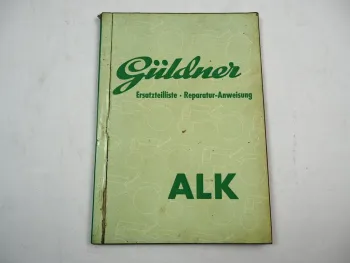 Güldner
Ersatzteilliste · Reparatur-Anweisung
ALK